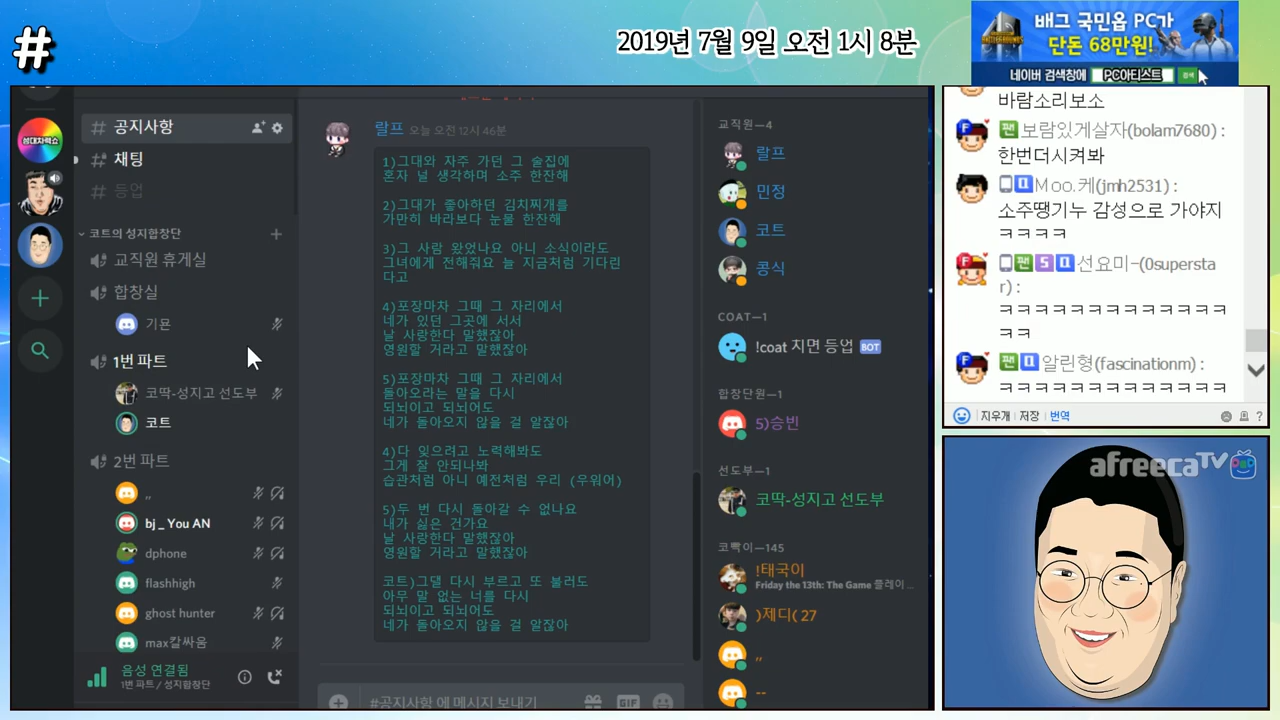 #
2019년 7월 9일 오전 1시 8분
배그 국민옵 PC가
단돈 68만원!
네이버 검색창에 PC아티스트 검색
성대차력쇼
# 공지사항
# 채팅
# 등업
코트의 성지합창단
교직원 휴게실
합창실
기묜
1번 파트
코딱-성지고 선도부
코트
2번 파트
,,
bj _ You AN
dphone
flashhigh
ghost hunter
max칼싸움
음성 연결됨
1번 파트 / 성지합창단
랄프 오늘 오전 12시 46분
1)그대와 자주 가던 그 술집에
혼자 널 생각하며 소주 한잔해
2)그대가 좋아하던 김치찌개를
가만히 바라보다 눈물 한잔해
3)그 사람 왔었나요 아니 소식이라도
그녀에게 전해줘요 늘 지금처럼 기다린
다고
4)포장마차 그때 그 자리에서
네가 있던 그곳에 서서
날 사랑한다 말했잖아
영원할 거라고 말했잖아
5)포장마차 그때 그 자리에서
돌아오라는 말을 다시
되뇌이고 되뇌어도
네가 돌아오지 않을 걸 알잖아
4)다 잊으려고 노력해봐도
그게 잘 안되나봐
습관처럼 아니 예전처럼 우리 (우워어)
5)두 번 다시 돌아갈 수 없나요
내가 싫은 건가요
날 사랑한다 말했잖아
영원할 거라고 말했잖아
코트)그댈 다시 부르고 또 불러도
아무 말 없는 너를 다시
되뇌이고 되뇌어도
네가 돌아오지 않을 걸 알잖아
#공지사항 에 메시지 보내기
GIF
교직원—4
랄프
민정
코트
콩식
COAT—1
!coat 지면 등업 BOT
합창단원—1
5)승빈
선도부—1
코딱-성지고 선도부
코빡이—145
!태국이
Friday the 13th: The Game 플레이 ...
)제디( 27
,,
--
바람소리보소
팬 보람있게살자(bolam7680) :
한번더시켜봐
Q Moo.케(jmh2531) :
소주땡기누 감성으로 가야지
ㅋㅋㅋㅋ
팬 S Q 선요미~(0supersta
r) :
ㅋㅋㅋㅋㅋㅋㅋㅋㅋㅋㅋㅋㅋ
ㅋㅋ
팬 Q 알린형(fascinationm) :
ㅋㅋㅋㅋㅋㅋㅋㅋㅋㅋㅋㅋㅋ
지우개 저장 번역
?
afreecaTV